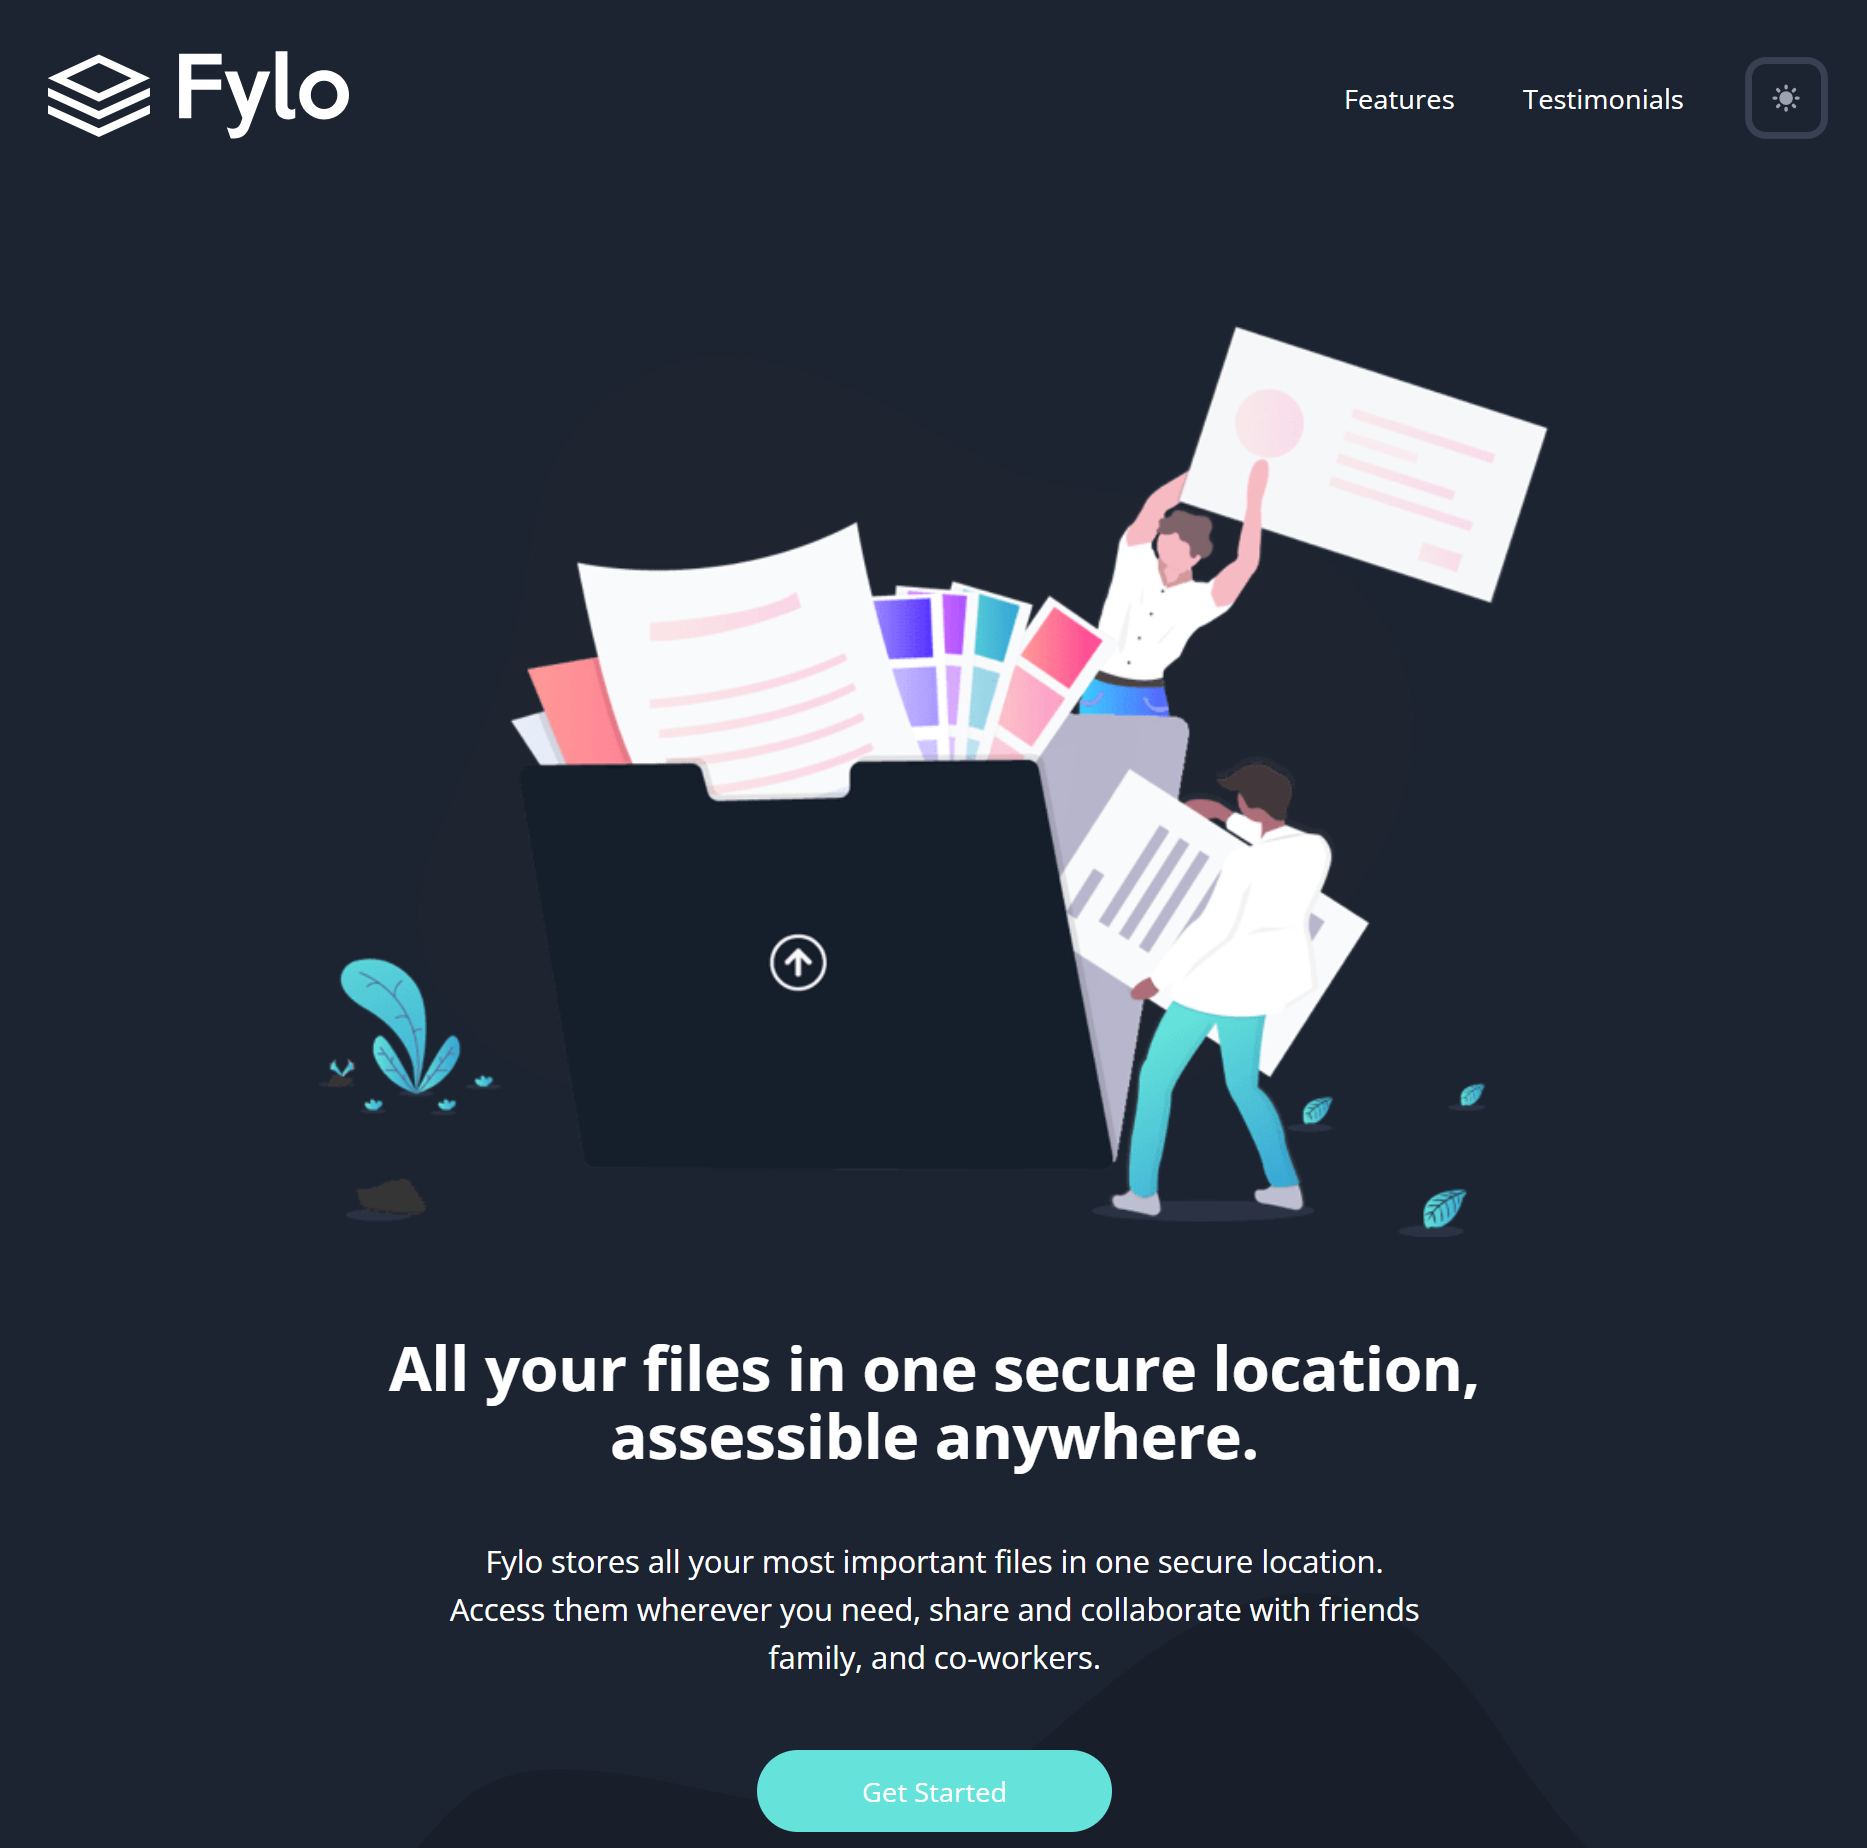 Fylo
Features
Testimonials
All your files in one secure location,
assessible anywhere.
Fylo stores all your most important files in one secure location.
Access them wherever you need, share and collaborate with friends
family, and co-workers.
Get Started